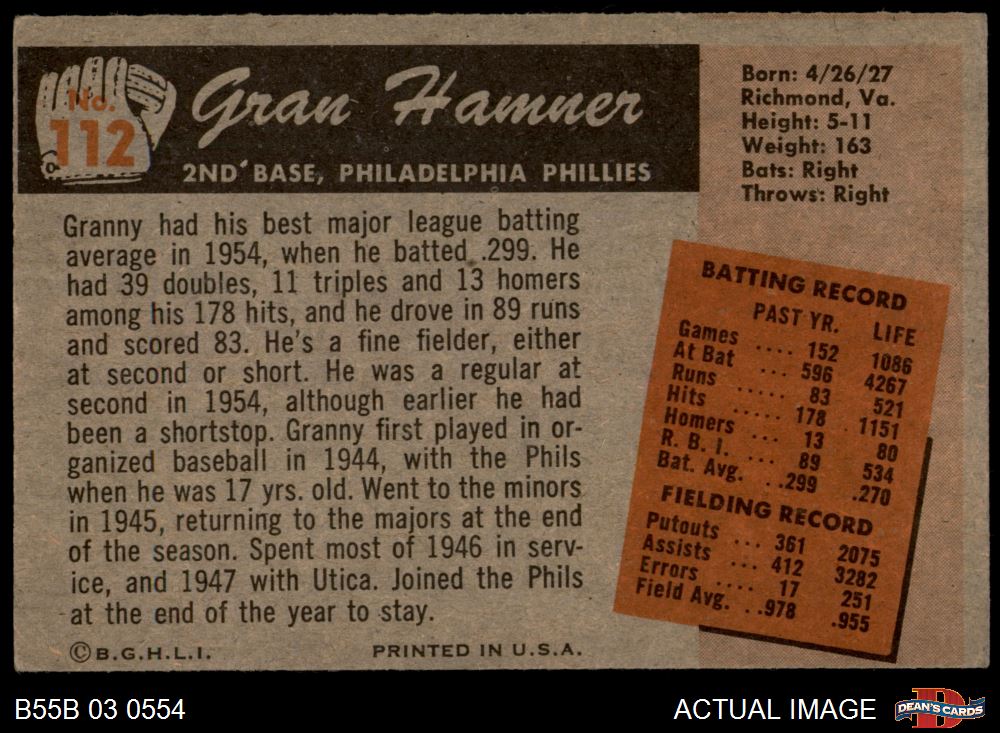 No.
112
Gran Hamner
2ND BASE, PHILADELPHIA PHILLIES
Born: 4/26/27
Richmond, Va.
Height: 5-11
Weight: 163
Bats: Right
Throws: Right
Granny had his best major league batting
average in 1954, when he batted .299. He
had 39 doubles, 11 triples and 13 homers
among his 178 hits, and he drove in 89 runs
and scored 83. He's a fine fielder, either
at second or short. He was a regular at
second in 1954, although earlier he had
been a shortstop. Granny first played in or-
ganized baseball in 1944, with the Phils
when he was 17 yrs. old. Went to the minors
in 1945, returning to the majors at the end
of the season. Spent most of 1946 in serv-
ice, and 1947 with Utica. Joined the Phils
at the end of the year to stay.
BATTING RECORD
PAST YR. LIFE
Games .... 152 1086
At Bat ... 596 4267
Runs ..... 83 521
Hits ..... 178 1151
Homers ... 13 80
R. B. I. ... 89 534
Bat. Avg. ..299 .270
FIELDING RECORD
Putouts ... 361 2075
Assists ... 412 3282
Errors .... 17 251
Field Avg. ..978 .955
©B.G.H.L.I. PRINTED IN U.S.A.
B55B 03 0554
ACTUAL IMAGE
D
DEAN'S CARDS